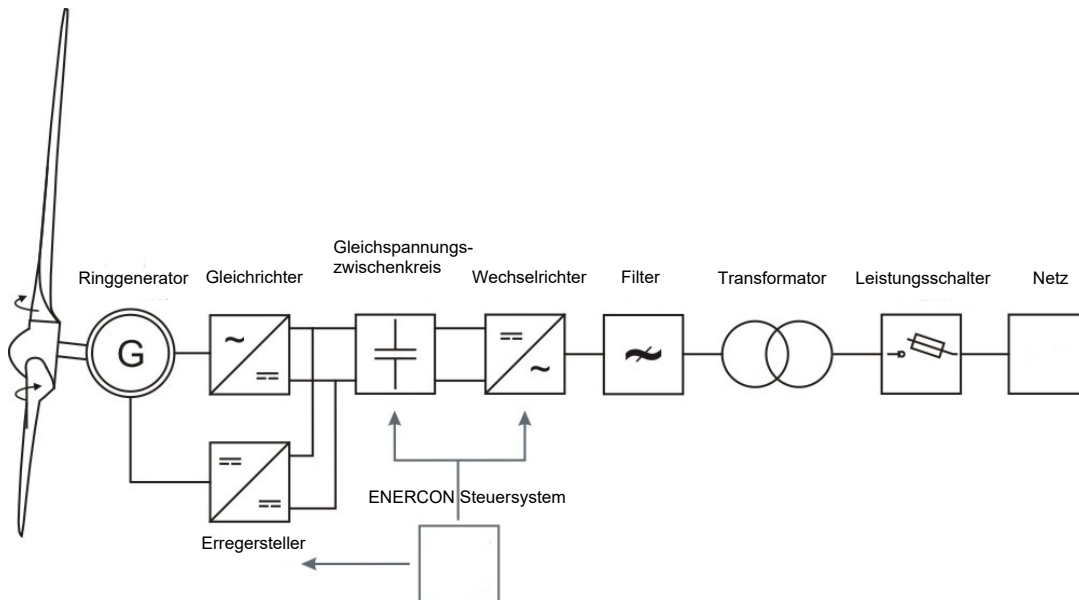 Gleichspannungs-
zwischenkreis
Ringgenerator
Gleichrichter
Wechselrichter
Filter
Transformator
Leistungsschalter
Netz
G
ENERCON Steuersystem
Erregersteller